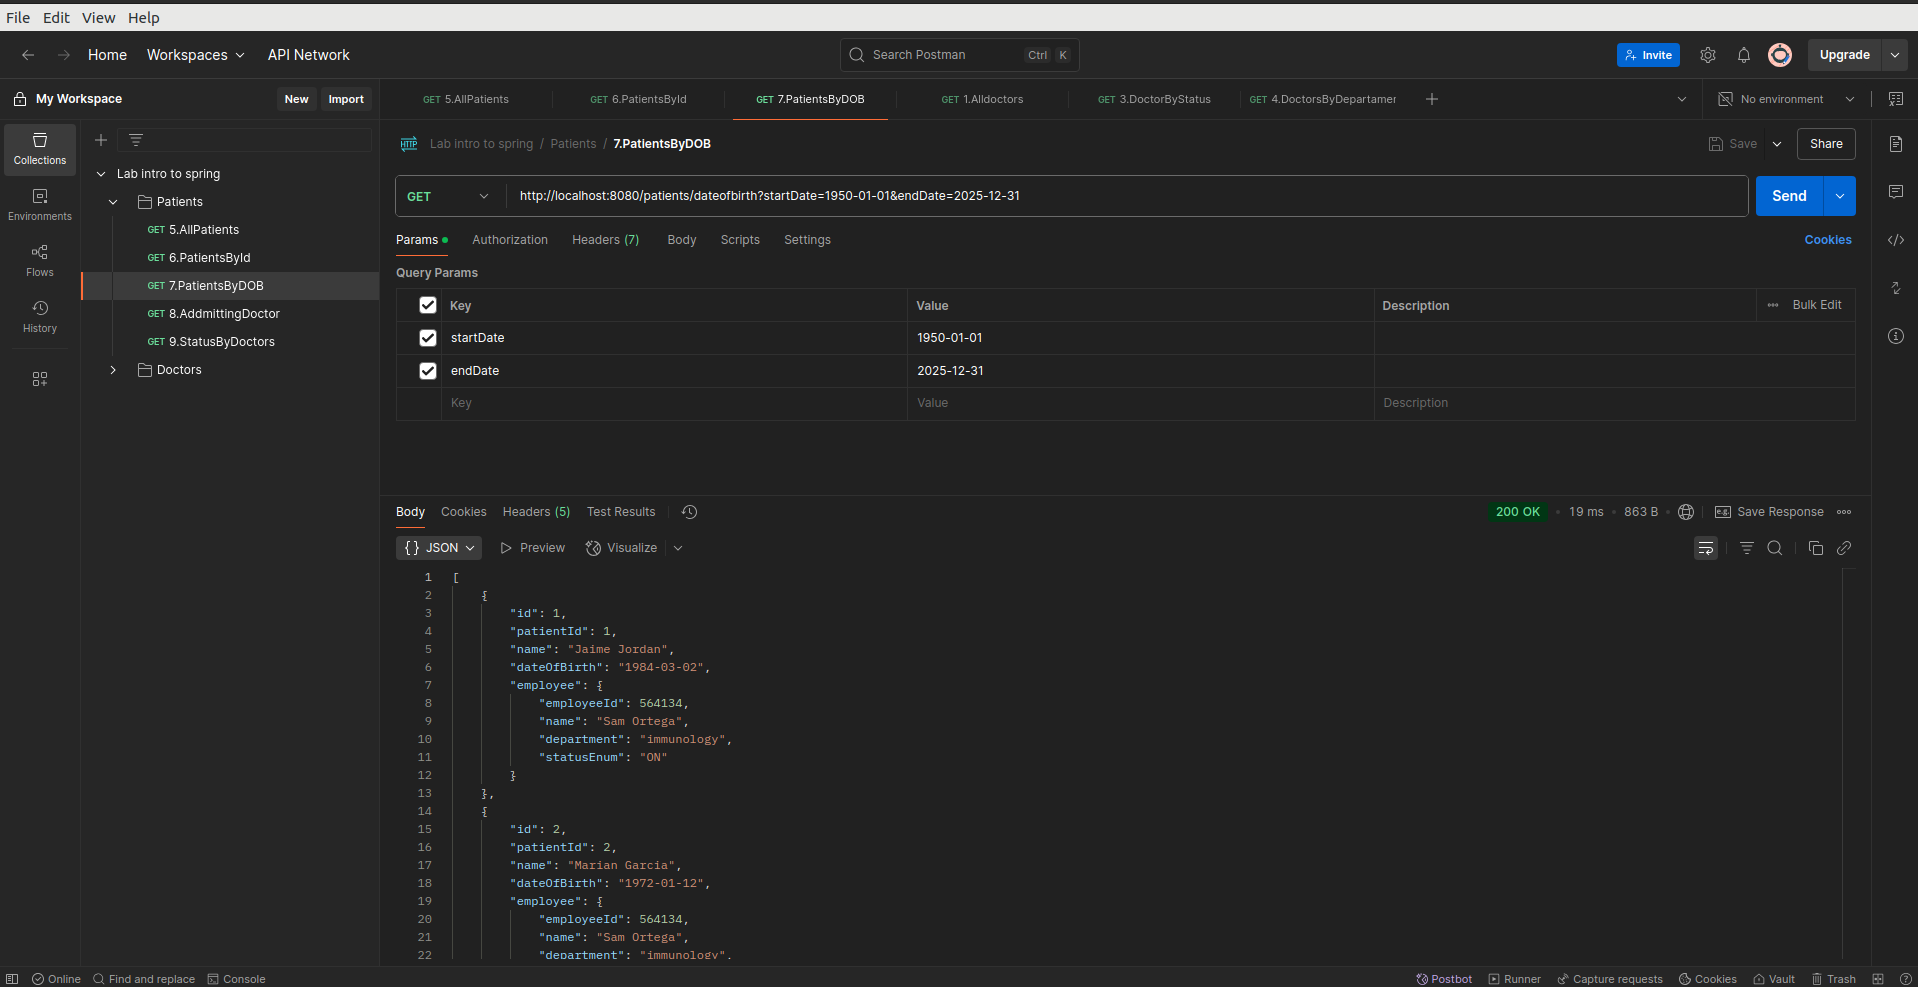 File Edit View Help
Home Workspaces API Network Search Postman Ctrl K Invite Upgrade
My Workspace New Import GET 5.AllPatients GET 6.PatientsById GET 7.PatientsByDOB GET 1.Alldoctors GET 3.DoctorByStatus GET 4.DoctorsByDepartamer No environment
Collections
Environments
Flows
History
Lab intro to spring
Patients
GET 5.AllPatients
GET 6.PatientsById
GET 7.PatientsByDOB
GET 8.AddmittingDoctor
GET 9.StatusByDoctors
Doctors
HTTP Lab intro to spring / Patients / 7.PatientsByDOB Save Share
GET http://localhost:8080/patients/dateofbirth?startDate=1950-01-01&endDate=2025-12-31 Send
Params Authorization Headers (7) Body Scripts Settings Cookies
Query Params
Key Value Description Bulk Edit
startDate 1950-01-01
endDate 2025-12-31
Key Value Description
Body Cookies Headers (5) Test Results 200 OK 19 ms 863 B e.g. Save Response
{} JSON Preview Visualize
1 [
2 {
3 "id": 1,
4 "patientId": 1,
5 "name": "Jaime Jordan",
6 "dateOfBirth": "1984-03-02",
7 "employee": {
8 "employeeId": 564134,
9 "name": "Sam Ortega",
10 "department": "immunology",
11 "statusEnum": "ON"
12 }
13 },
14 {
15 "id": 2,
16 "patientId": 2,
17 "name": "Marian Garcia",
18 "dateOfBirth": "1972-01-12",
19 "employee": {
20 "employeeId": 564134,
21 "name": "Sam Ortega",
22 "department": "immunology",
Online Find and replace Console Postbot Runner Capture requests Cookies Vault Trash